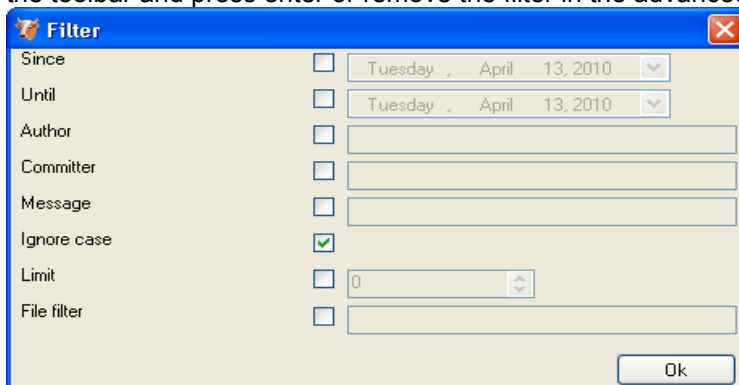 the toolbar and press enter or remove the filter in the advanced
Filter
Since Tuesday , April 13, 2010
Until Tuesday , April 13, 2010
Author
Committer
Message
Ignore case
Limit 0
File filter
Ok